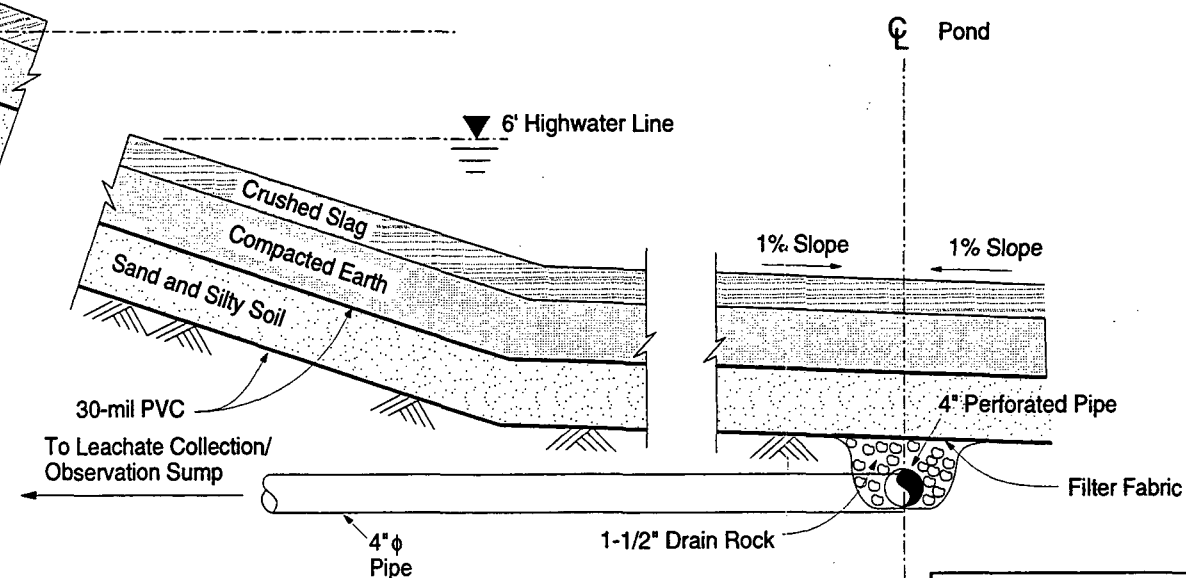 ℄ Pond
6' Highwater Line
Crushed Slag
Compacted Earth
Sand and Silty Soil
1% Slope
1% Slope
30-mil PVC
4" Perforated Pipe
To Leachate Collection/
Observation Sump
Filter Fabric
1-1/2" Drain Rock
4" ϕ
Pipe